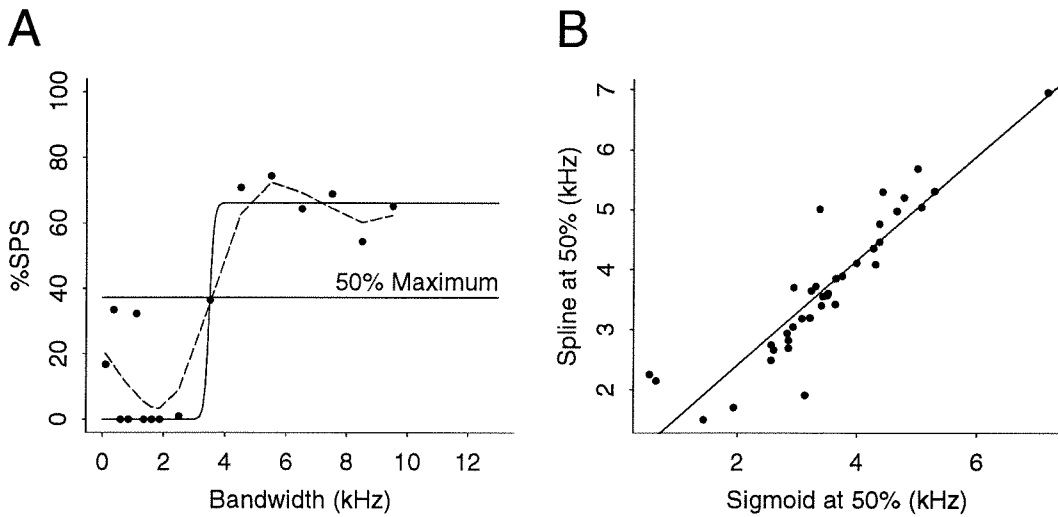 A
B
100
80
60
40
20
0
%SPS
50% Maximum
0 2 4 6 8 10 12
Bandwidth (kHz)
7
6
5
4
3
2
Spline at 50% (kHz)
2 4 6
Sigmoid at 50% (kHz)